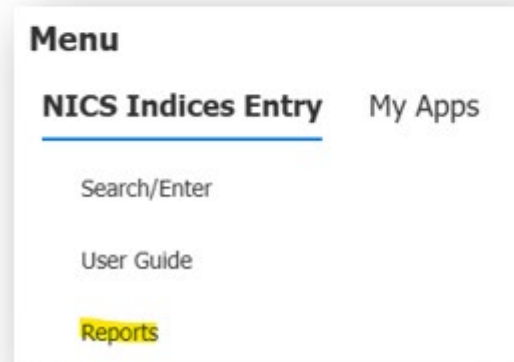 Menu
NICS Indices Entry My Apps
Search/Enter
User Guide
Reports